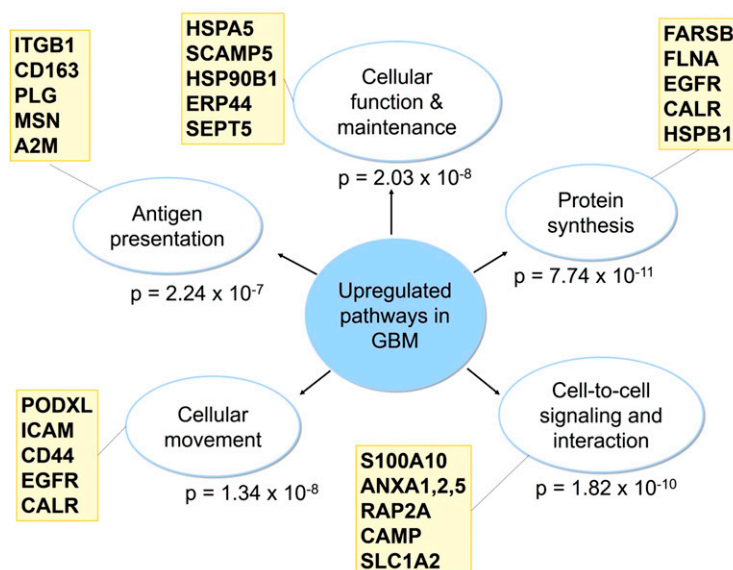 ITGB1
CD163
PLG
MSN
A2M
HSPA5
SCAMP5
HSP90B1
ERP44
SEPT5
Cellular
function &
maintenance
p = 2.03 x 10-8
FARSB
FLNA
EGFR
CALR
HSPB1
Antigen
presentation
p = 2.24 x 10-7
Protein
synthesis
p = 7.74 x 10-11
Upregulated
pathways in
GBM
PODXL
ICAM
CD44
EGFR
CALR
Cellular
movement
p = 1.34 x 10-8
Cell-to-cell
signaling and
interaction
p = 1.82 x 10-10
S100A10
ANXA1,2,5
RAP2A
CAMP
SLC1A2